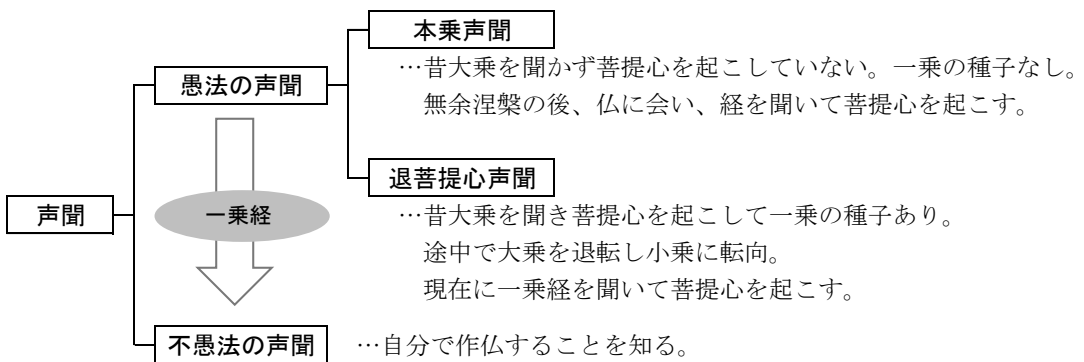 本乗声聞
…昔大乗を聞かず菩提心を起こしていない。一乗の種子なし。
無余涅槃の後、仏に会い、経を聞いて菩提心を起こす。
愚法の声聞
退菩提心声聞
…昔大乗を聞き菩提心を起こして一乗の種子あり。
途中で大乗を退転し小乗に転向。
現在に一乗経を聞いて菩提心を起こす。
声聞
一乗経
不愚法の声聞
…自分で作仏することを知る。